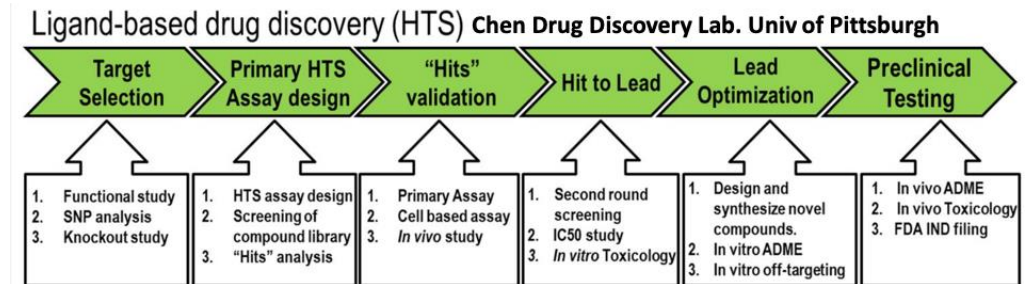 Ligand-based drug discovery (HTS) Chen Drug Discovery Lab. Univ of Pittsburgh
Target
Selection
Primary HTS
Assay design
“Hits”
validation
Hit to Lead
Lead
Optimization
Preclinical
Testing
1. Functional study
2. SNP analysis
3. Knockout study
1. HTS assay design
2. Screening of
compound library
3. “Hits” analysis
1. Primary Assay
2. Cell based assay
3. In vivo study
1. Second round
screening
2. IC50 study
3. In vitro Toxicology
1. Design and
synthesize novel
compounds.
2. In vitro ADME
3. In vitro off-targeting
1. In vivo ADME
2. In vivo Toxicology
3. FDA IND filing